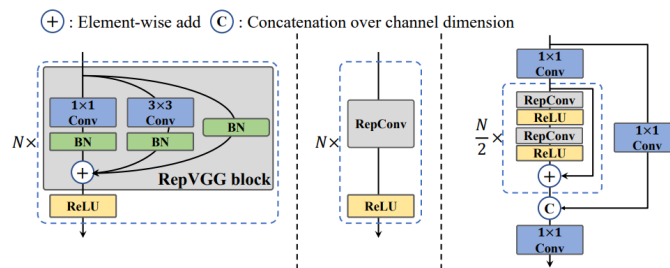 + : Element-wise add C : Concatenation over channel dimension
N×
1×1
Conv
BN
3×3
Conv
BN
BN
+
RepVGG block
ReLU
N×
RepConv
ReLU
1×1
Conv
N/2 ×
RepConv
ReLU
RepConv
ReLU
+
1×1
Conv
C
1×1
Conv